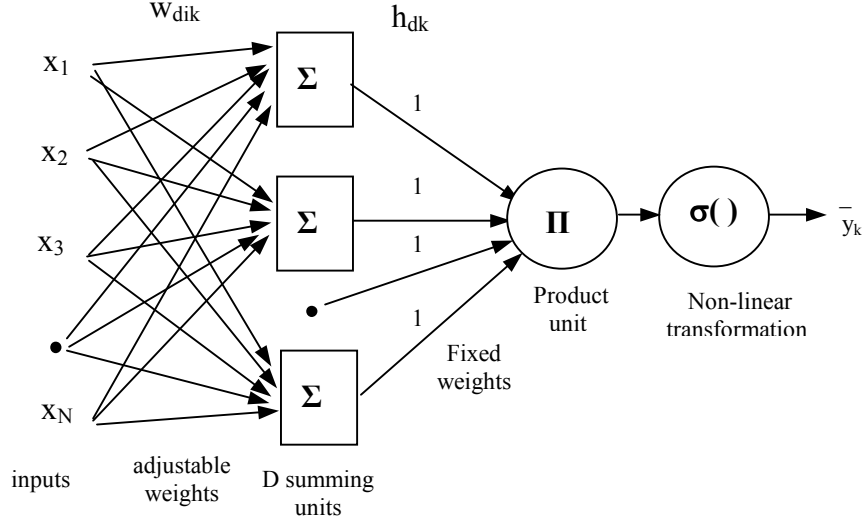 w_dik
h_dk
x_1
x_2
x_3
x_N
Σ
Σ
Σ
1
1
1
1
Π
σ( )
ȳ_k
Product
unit
Non-linear
transformation
Fixed
weights
inputs
adjustable
weights
D summing
units